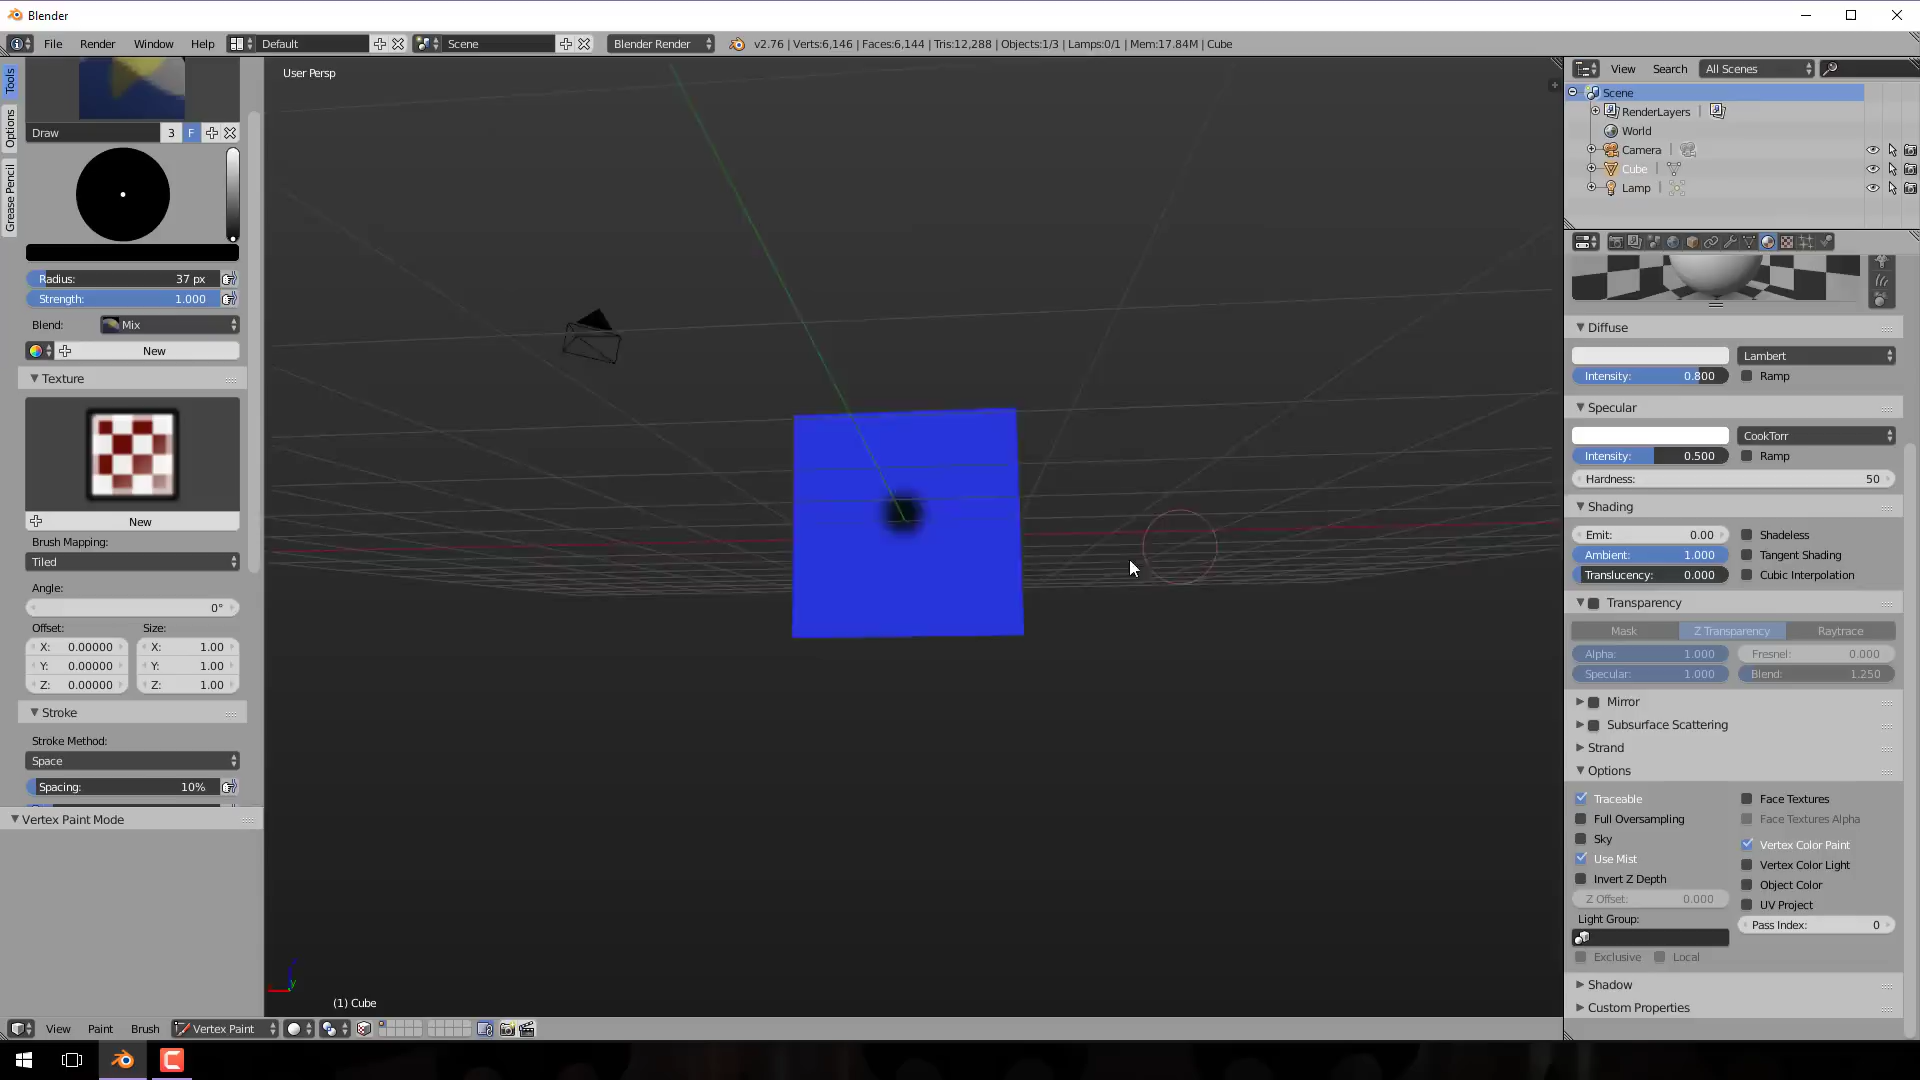 Blender
File Render Window Help Default Scene Blender Render v2.76 | Verts:6,146 | Faces:6,144 | Tris:12,288 | Objects:1/3 | Lamps:0/1 | Mem:17.84M | Cube
Tools
Options
Grease Pencil
Draw 3 F
Radius: 37 px
Strength: 1.000
Blend: Mix
New
Texture
New
Brush Mapping:
Tiled
Angle:
0°
Offset: Size:
X: 0.00000 X: 1.00
Y: 0.00000 Y: 1.00
Z: 0.00000 Z: 1.00
Stroke
Stroke Method:
Space
Spacing: 10%
Vertex Paint Mode
User Persp
(1) Cube
View Paint Brush Vertex Paint
View Search All Scenes
Scene
RenderLayers
World
Camera
Cube
Lamp
Diffuse
Lambert
Intensity: 0.800 Ramp
Specular
CookTorr
Intensity: 0.500 Ramp
Hardness: 50
Shading
Emit: 0.00 Shadeless
Ambient: 1.000 Tangent Shading
Translucency: 0.000 Cubic Interpolation
Transparency
Mask Z Transparency Raytrace
Alpha: 1.000 Fresnel: 0.000
Specular: 1.000 Blend: 1.250
Mirror
Subsurface Scattering
Strand
Options
Traceable Face Textures
Full Oversampling Face Textures Alpha
Sky Vertex Color Paint
Use Mist Vertex Color Light
Invert Z Depth Object Color
Z Offset: 0.000 UV Project
Light Group: Pass Index: 0
Exclusive Local
Shadow
Custom Properties